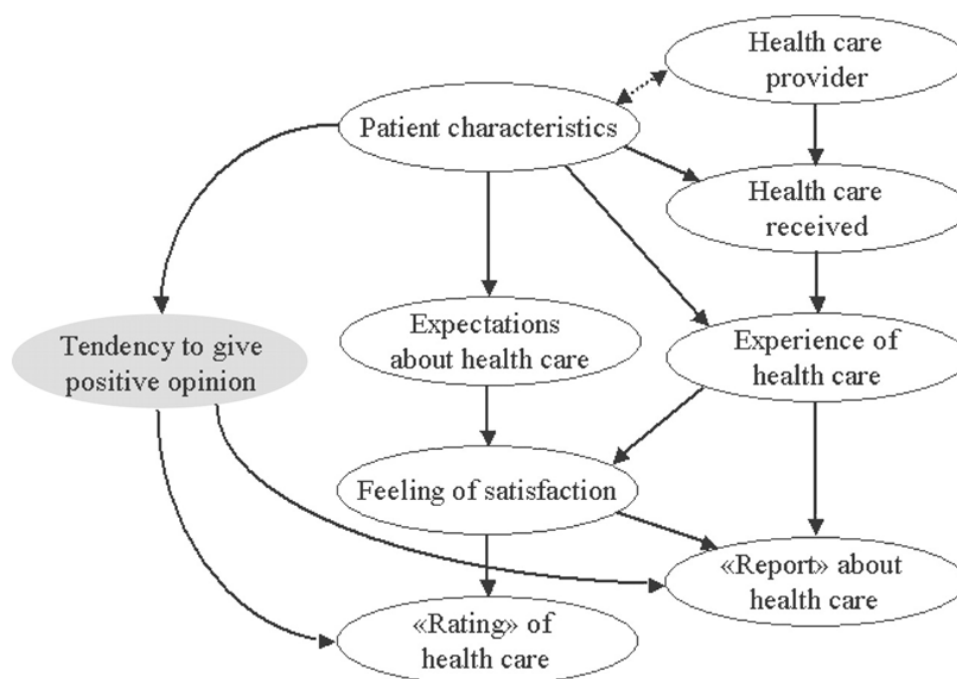 Health care
provider
Patient characteristics
Health care
received
Tendency to give
positive opinion
Expectations
about health care
Experience of
health care
Feeling of satisfaction
«Report» about
health care
«Rating» of
health care